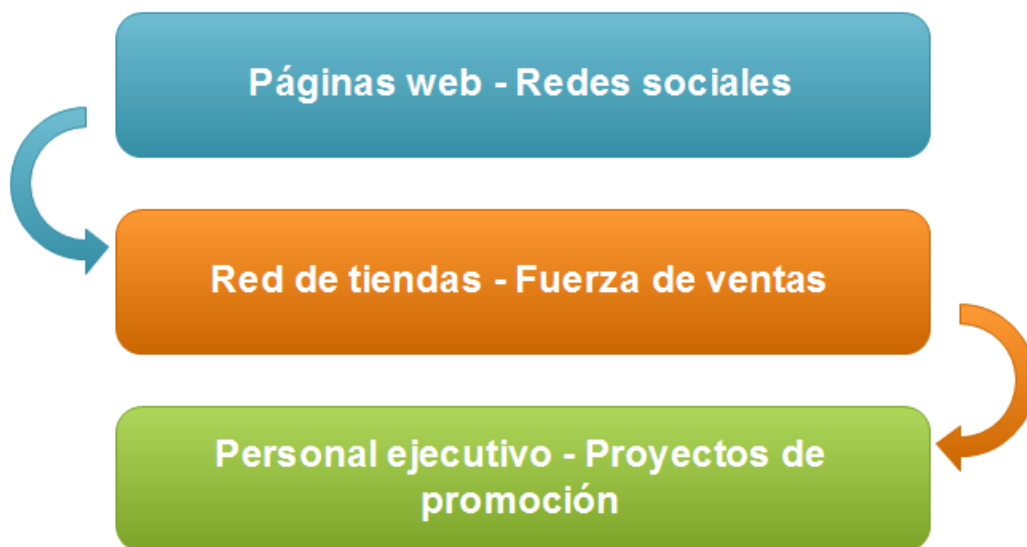 Páginas web - Redes sociales
Red de tiendas - Fuerza de ventas
Personal ejecutivo - Proyectos de
promoción